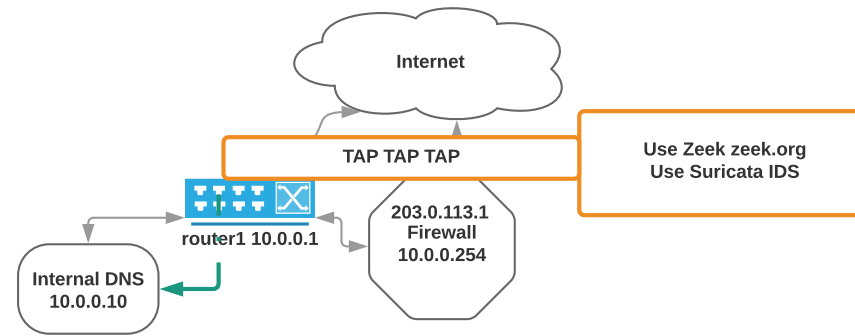 Internet
TAP TAP TAP
Use Zeek zeek.org
Use Suricata IDS
203.0.113.1
Firewall
10.0.0.254
router1 10.0.0.1
Internal DNS
10.0.0.10